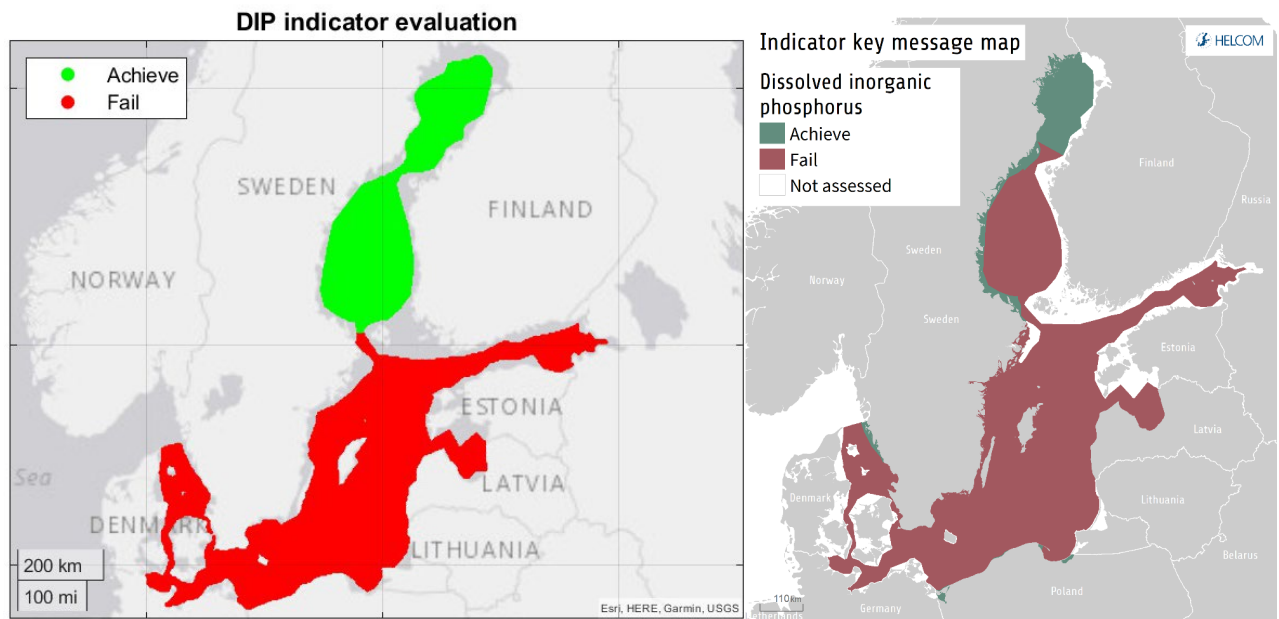 DIP indicator evaluation
Achieve
Fail
SWEDEN
FINLAND
NORWAY
ESTONIA
Sea
LATVIA
DENMARK
LITHUANIA
200 km
100 mi
Esri, HERE, Garmin, USGS
Indicator key message map
HELCOM
Dissolved inorganic
phosphorus
Achieve
Fail
Not assessed
Finland
Russia
Sweden
Norway
Sweden
Estonia
Latvia
Denmark
Lithuania
Belarus
110km
Poland
Germany